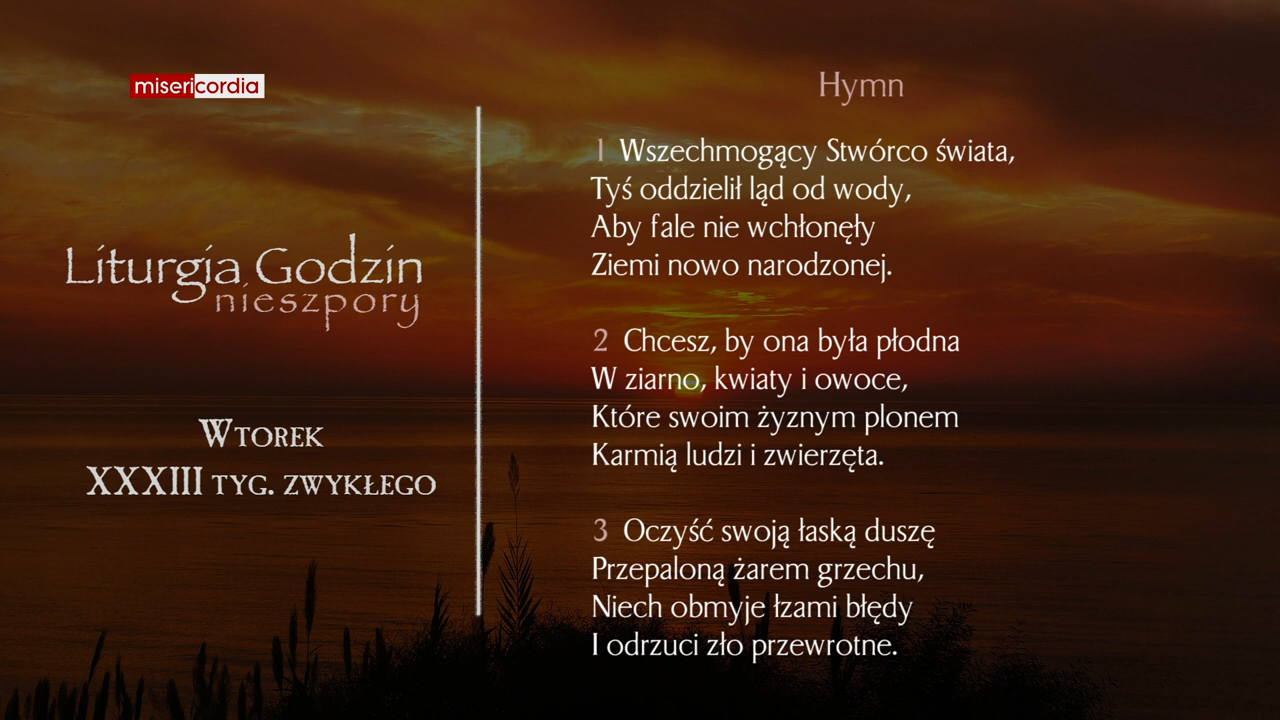 misericordia
Liturgia Godzin
nieszpory
Wtorek
XXXIII tyg. zwykłego
Hymn
1 Wszechmogący Stwórco świata,
Tyś oddzielił ląd od wody,
Aby fale nie wchłonęły
Ziemi nowo narodzonej.
2 Chcesz, by ona była płodna
W ziarno, kwiaty i owoce,
Które swoim żyznym plonem
Karmią ludzi i zwierzęta.
3 Oczyść swoją łaską duszę
Przepaloną żarem grzechu,
Niech obmyje łzami błędy
I odrzuci zło przewrotne.